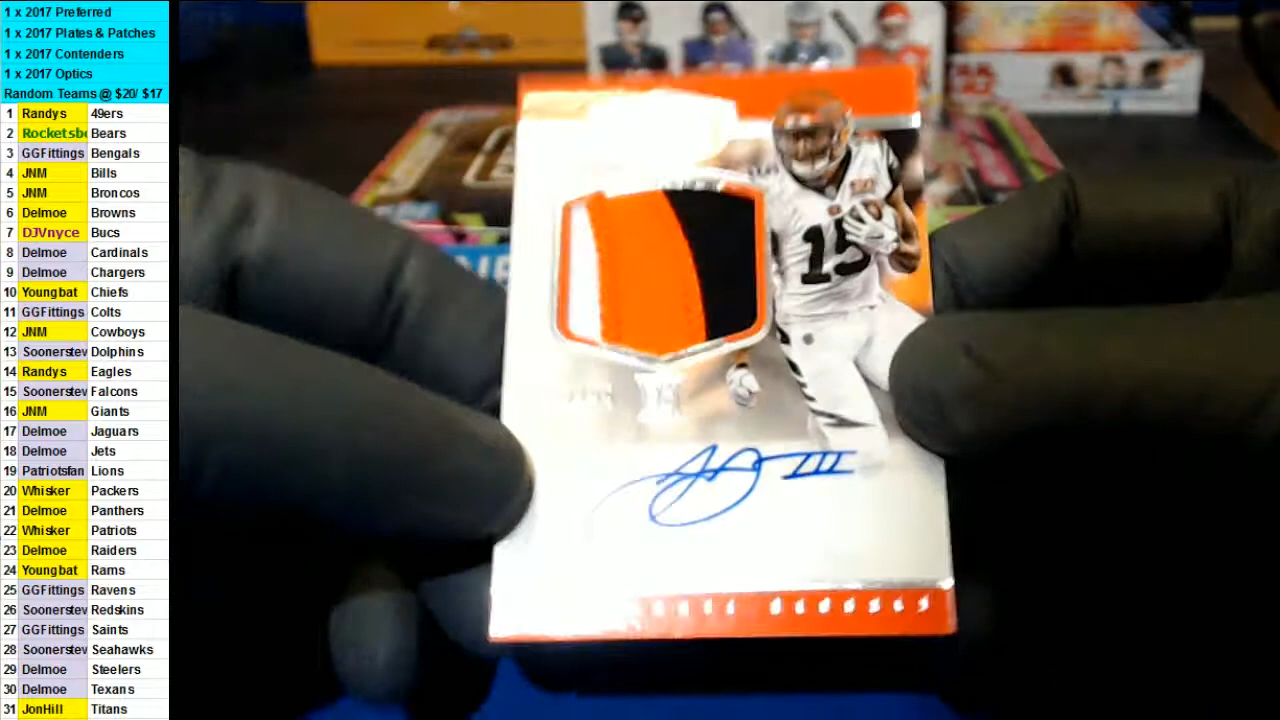 1 x 2017 Preferred
1 x 2017 Plates & Patches
1 x 2017 Contenders
1 x 2017 Optics
Random Teams @ $20/ $17
1 Randys 49ers
2 Rocketsb Bears
3 GGFittings Bengals
4 JNM Bills
5 JNM Broncos
6 Delmoe Browns
7 DJVnyce Bucs
8 Delmoe Cardinals
9 Delmoe Chargers
10 Youngbat Chiefs
11 GGFittings Colts
12 JNM Cowboys
13 Soonerstev Dolphins
14 Randys Eagles
15 Soonerstev Falcons
16 JNM Giants
17 Delmoe Jaguars
18 Delmoe Jets
19 Patriotsfan Lions
20 Whisker Packers
21 Delmoe Panthers
22 Whisker Patriots
23 Delmoe Raiders
24 Youngbat Rams
25 GGFittings Ravens
26 Soonerstev Redskins
27 GGFittings Saints
28 Soonerstev Seahawks
29 Delmoe Steelers
30 Delmoe Texans
31 JonHill Titans
15
III